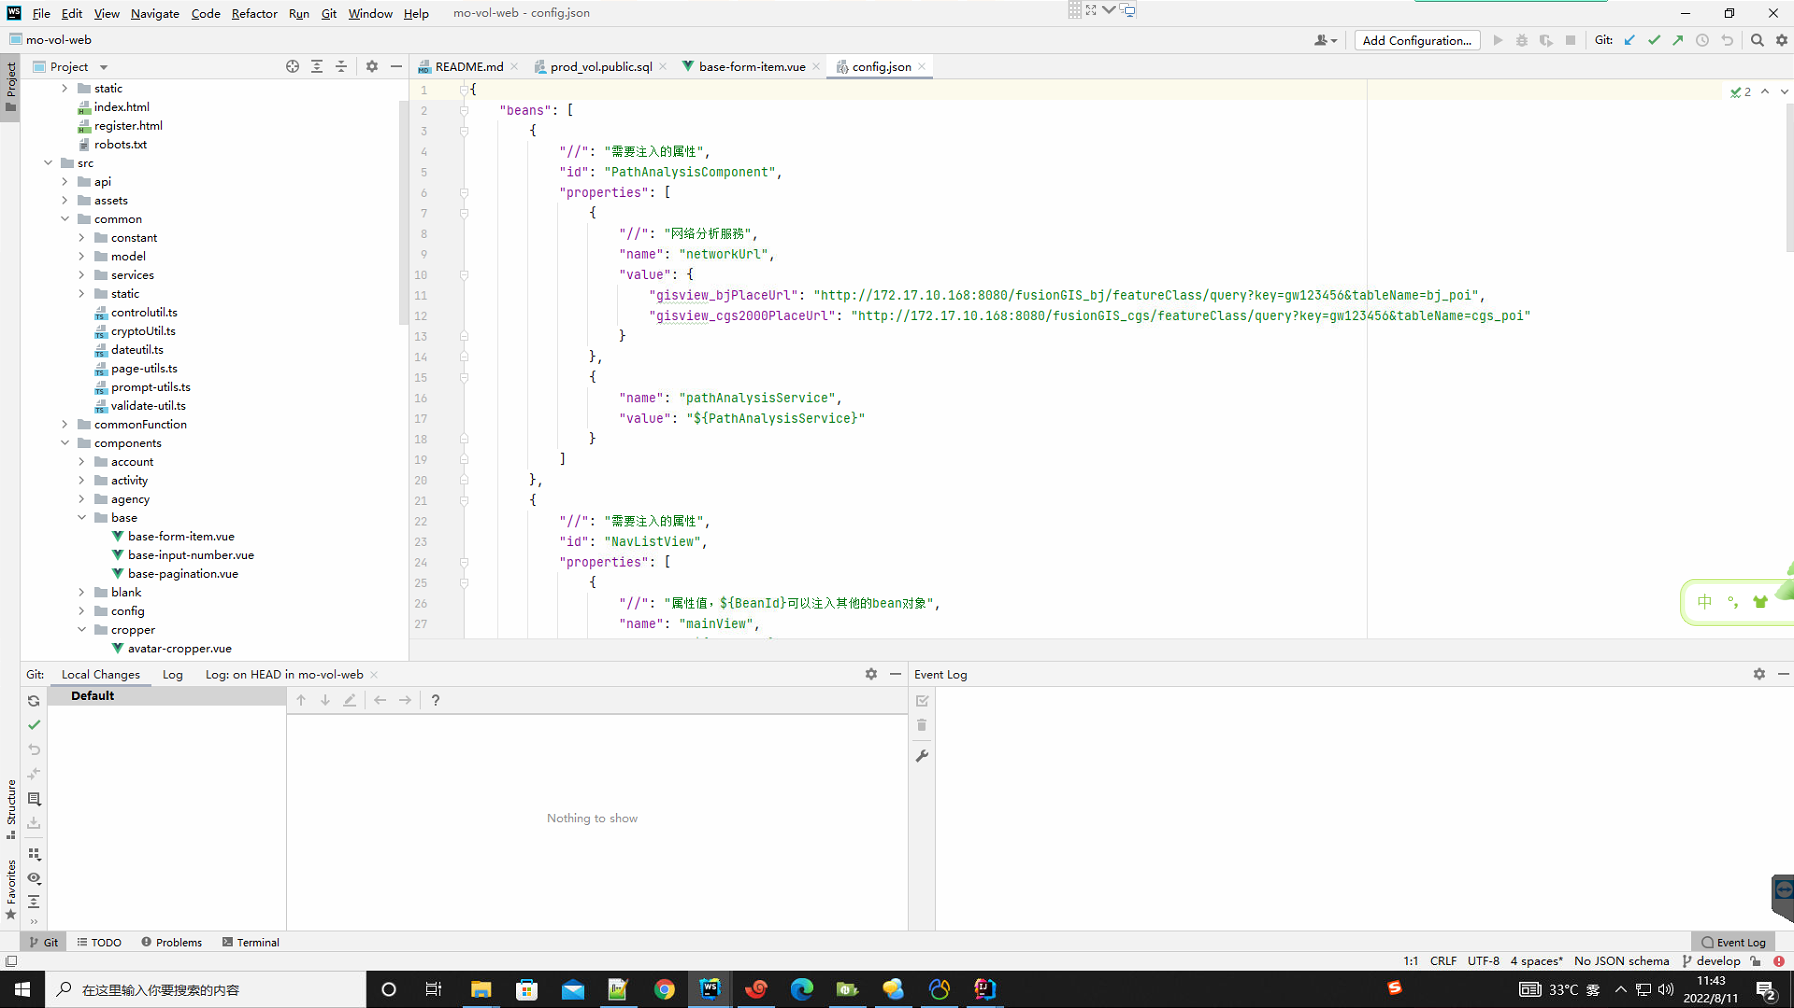 File Edit View Navigate Code Refactor Run Git Window Help mo-vol-web - config.json
mo-vol-web
Add Configuration...
Git:
Project
README.md
prod_vol.public.sql
base-form-item.vue
config.json
Project
static
index.html
register.html
robots.txt
src
api
assets
common
constant
model
services
static
controlutil.ts
cryptoUtil.ts
dateutil.ts
page-utils.ts
prompt-utils.ts
validate-util.ts
commonFunction
components
account
activity
agency
base
base-form-item.vue
base-input-number.vue
base-pagination.vue
blank
config
cropper
avatar-cropper.vue
2
1 {
2 "beans": [
3 {
4 "//": "需要注入的属性",
5 "id": "PathAnalysisComponent",
6 "properties": [
7 {
8 "//": "网络分析服務",
9 "name": "networkUrl",
10 "value": {
11 "gisview_bjPlaceUrl": "http://172.17.10.168:8080/fusionGIS_bj/featureClass/query?key=gw123456&tableName=bj_poi",
12 "gisview_cgs2000PlaceUrl": "http://172.17.10.168:8080/fusionGIS_cgs/featureClass/query?key=gw123456&tableName=cgs_poi"
13 }
14 },
15 {
16 "name": "pathAnalysisService",
17 "value": "${PathAnalysisService}"
18 }
19 ]
20 },
21 {
22 "//": "需要注入的属性",
23 "id": "NavListView",
24 "properties": [
25 {
26 "//": "属性值，${BeanId}可以注入其他的bean对象",
27 "name": "mainView",
中 °,
Git: Local Changes Log Log: on HEAD in mo-vol-web
Event Log
Default
?
Nothing to show
Structure
Favorites
Git TODO Problems Terminal
Event Log
1:1 CRLF UTF-8 4 spaces* No JSON schema develop
在这里输入你要搜索的内容
33°C 雾
11:43
2022/8/11
2